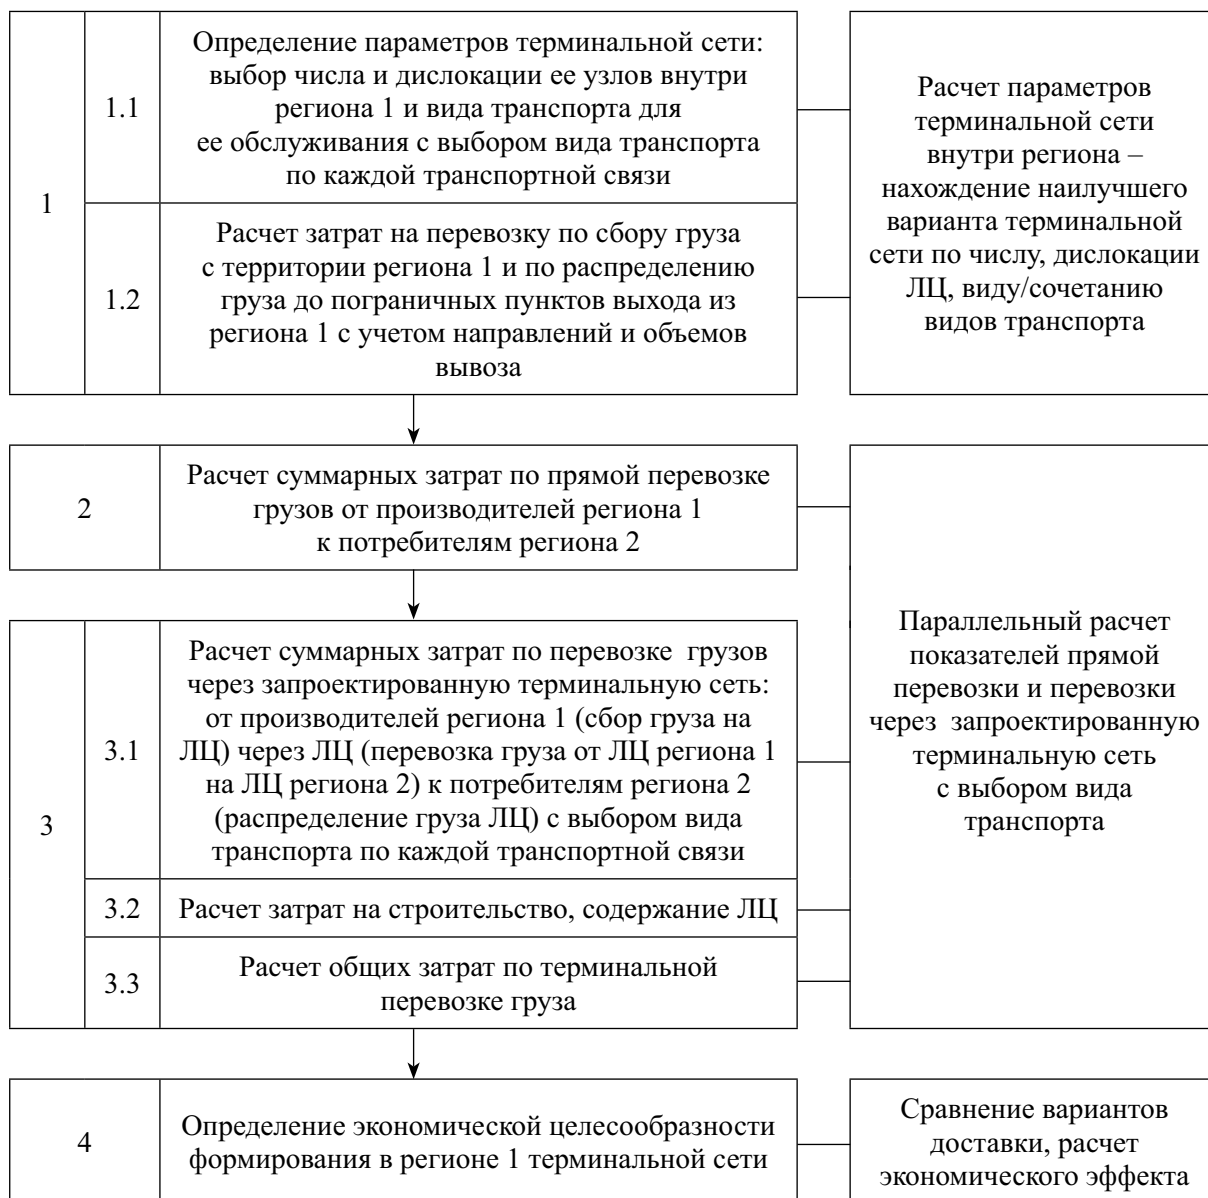 1
1.1
Определение параметров терминальной сети:
выбор числа и дислокации ее узлов внутри
региона 1 и вида транспорта для
ее обслуживания с выбором вида транспорта
по каждой транспортной связи
1.2
Расчет затрат на перевозку по сбору груза
с территории региона 1 и по распределению
груза до пограничных пунктов выхода из
региона 1 с учетом направлений и объемов
вывоза
Расчет параметров
терминальной сети
внутри региона –
нахождение наилучшего
варианта терминальной
сети по числу, дислокации
ЛЦ, виду/сочетанию
видов транспорта
2
Расчет суммарных затрат по прямой перевозке
грузов от производителей региона 1
к потребителям региона 2
3
3.1
Расчет суммарных затрат по перевозке грузов
через запроектированную терминальную сеть:
от производителей региона 1 (сбор груза на
ЛЦ) через ЛЦ (перевозка груза от ЛЦ региона 1
на ЛЦ региона 2) к потребителям региона 2
(распределение груза ЛЦ) с выбором вида
транспорта по каждой транспортной связи
3.2
Расчет затрат на строительство, содержание ЛЦ
3.3
Расчет общих затрат по терминальной
перевозке груза
Параллельный расчет
показателей прямой
перевозки и перевозки
через запроектированную
терминальную сеть
с выбором вида
транспорта
4
Определение экономической целесообразности
формирования в регионе 1 терминальной сети
Сравнение вариантов
доставки, расчет
экономического эффекта